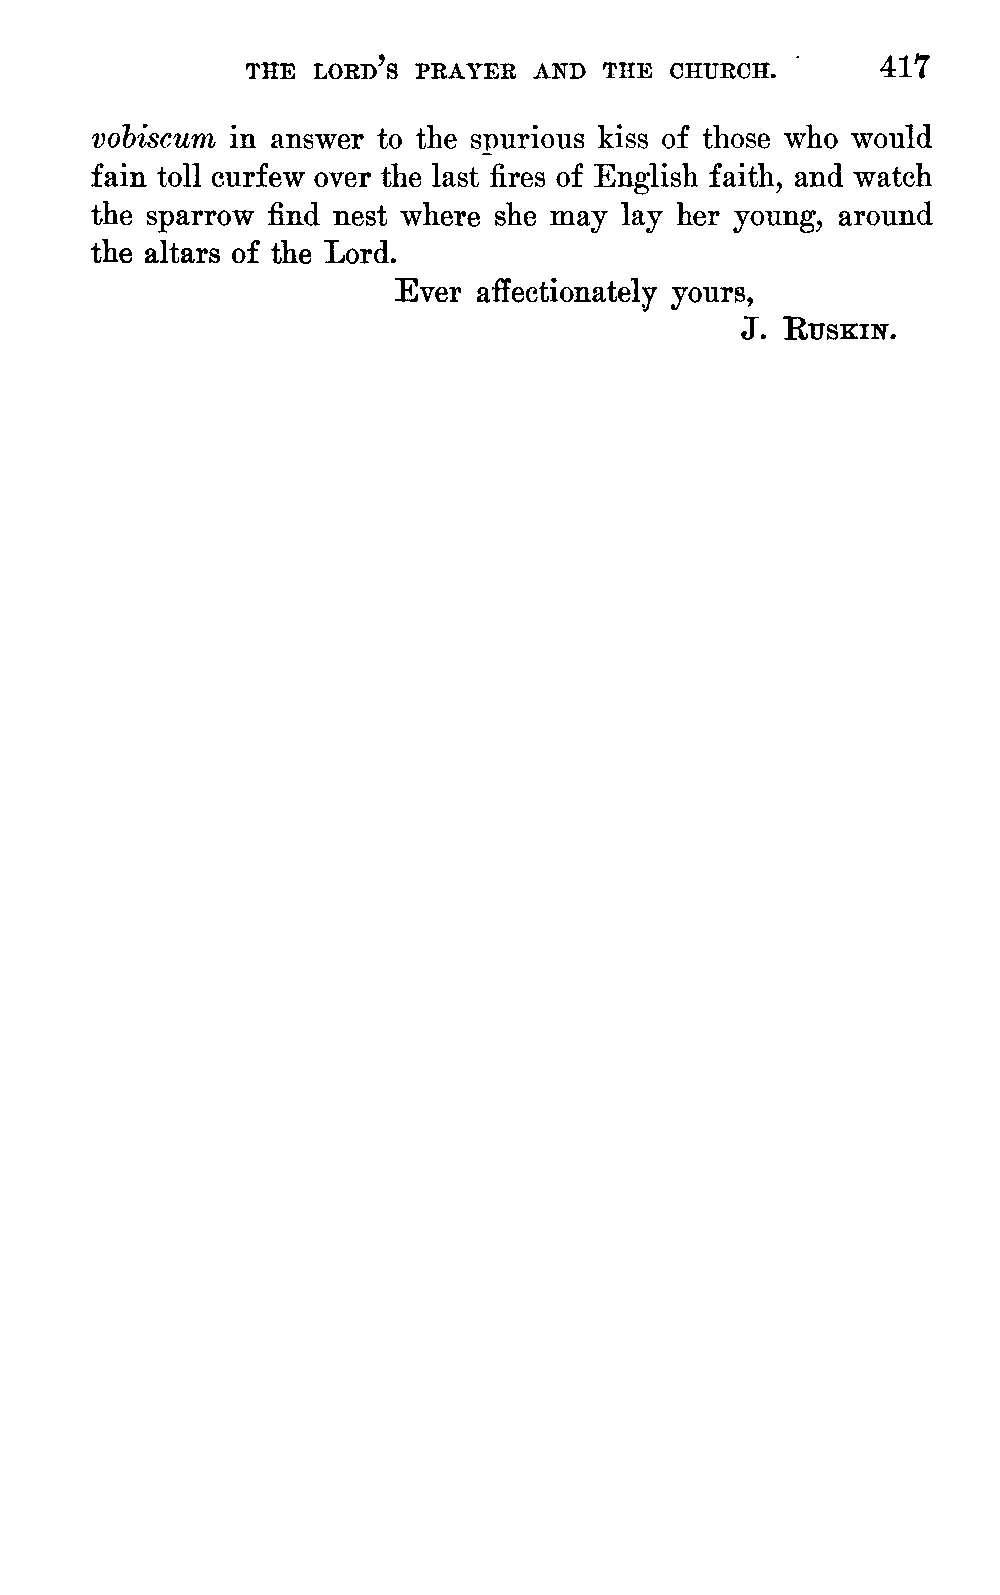 THE LORD'S PRAYER AND THE CHURCH. 417
vobiscum in answer to the spurious kiss of those who would
fain toll curfew over the last fires of English faith, and watch
the sparrow find nest where she may lay her young, around
the altars of the Lord.
Ever affectionately yours,
J. RUSKIN.